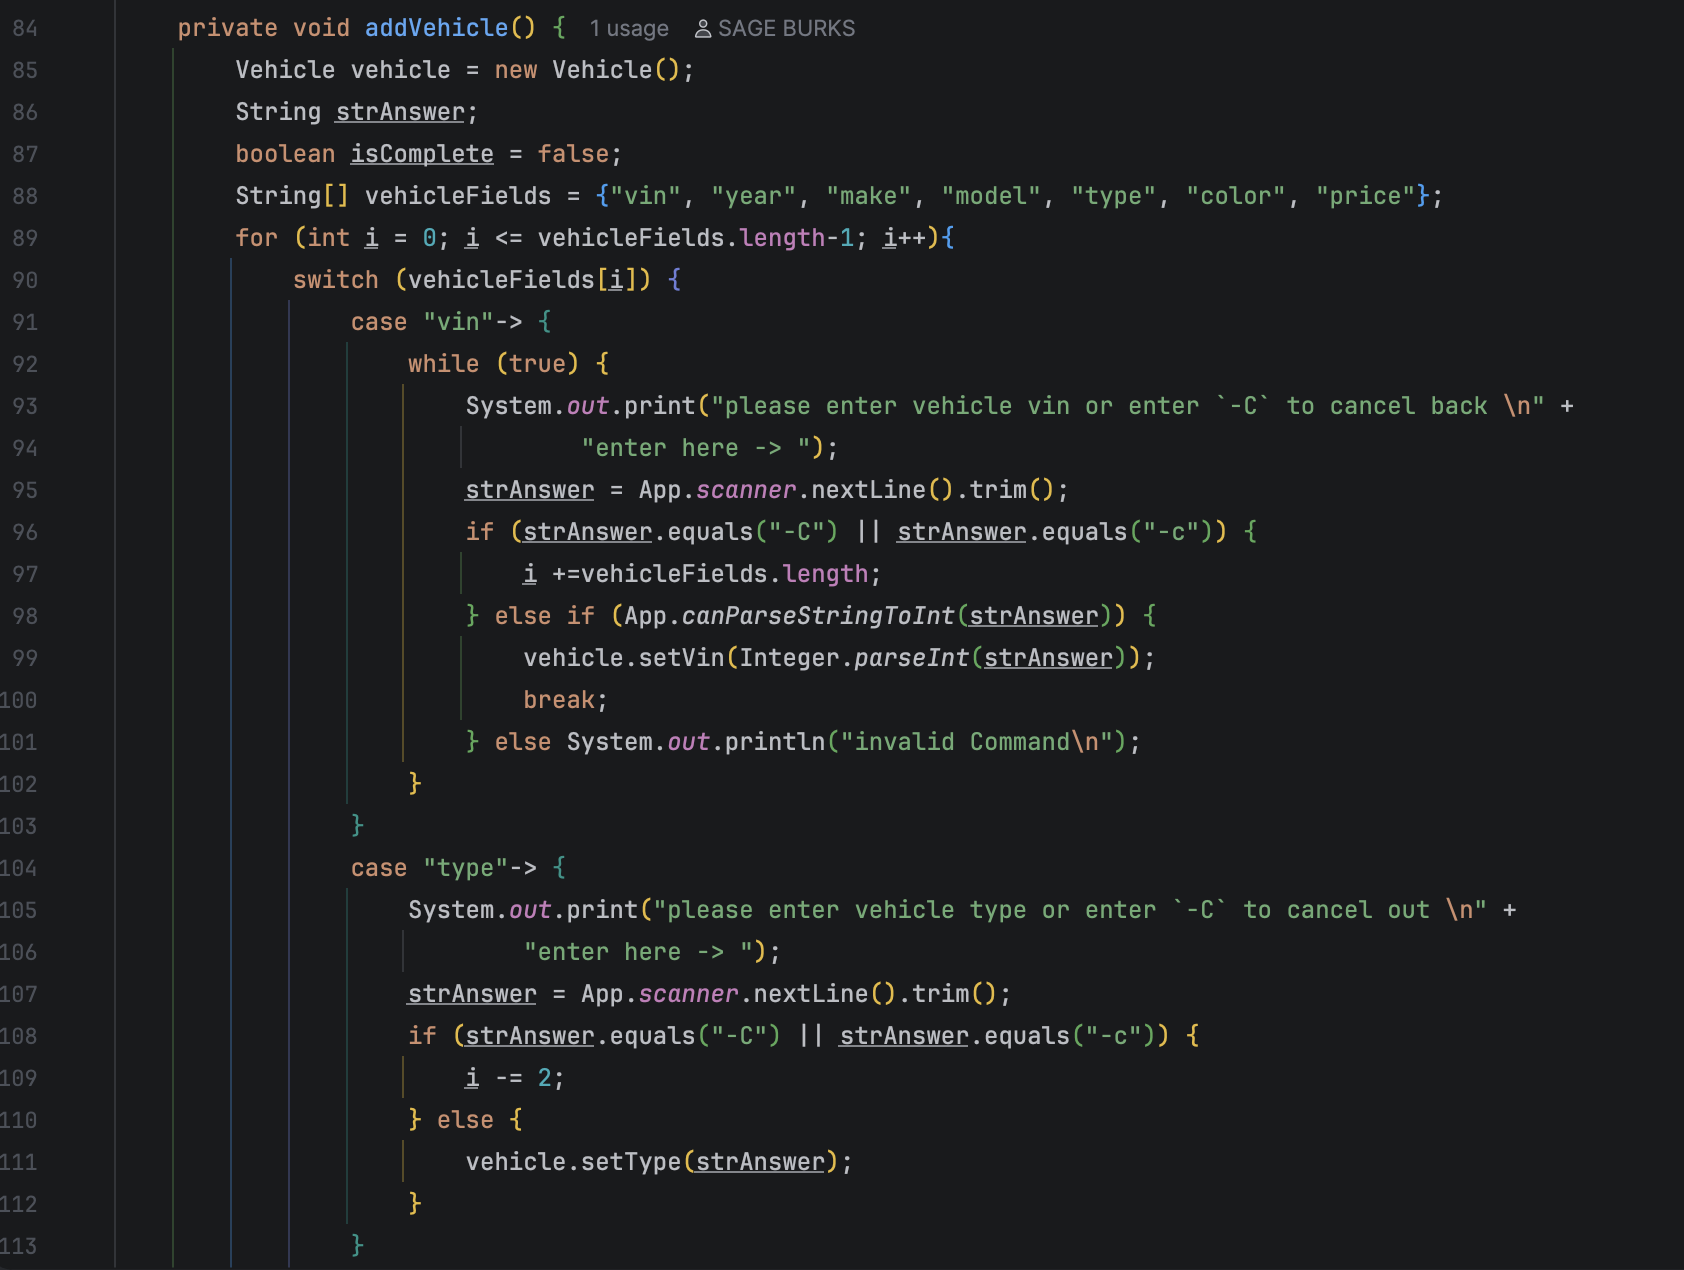 84 private void addVehicle() { 1 usage SAGE BURKS
85 Vehicle vehicle = new Vehicle();
86 String strAnswer;
87 boolean isComplete = false;
88 String[] vehicleFields = {"vin", "year", "make", "model", "type", "color", "price"};
89 for (int i = 0; i <= vehicleFields.length-1; i++){
90 switch (vehicleFields[i]) {
91 case "vin"-> {
92 while (true) {
93 System.out.print("please enter vehicle vin or enter `-C` to cancel back \n" +
94 "enter here -> ");
95 strAnswer = App.scanner.nextLine().trim();
96 if (strAnswer.equals("-C") || strAnswer.equals("-c")) {
97 i +=vehicleFields.length;
98 } else if (App.canParseStringToInt(strAnswer)) {
99 vehicle.setVin(Integer.parseInt(strAnswer));
100 break;
101 } else System.out.println("invalid Command\n");
102 }
103 }
104 case "type"-> {
105 System.out.print("please enter vehicle type or enter `-C` to cancel out \n" +
106 "enter here -> ");
107 strAnswer = App.scanner.nextLine().trim();
108 if (strAnswer.equals("-C") || strAnswer.equals("-c")) {
109 i -= 2;
110 } else {
111 vehicle.setType(strAnswer);
112 }
113 }